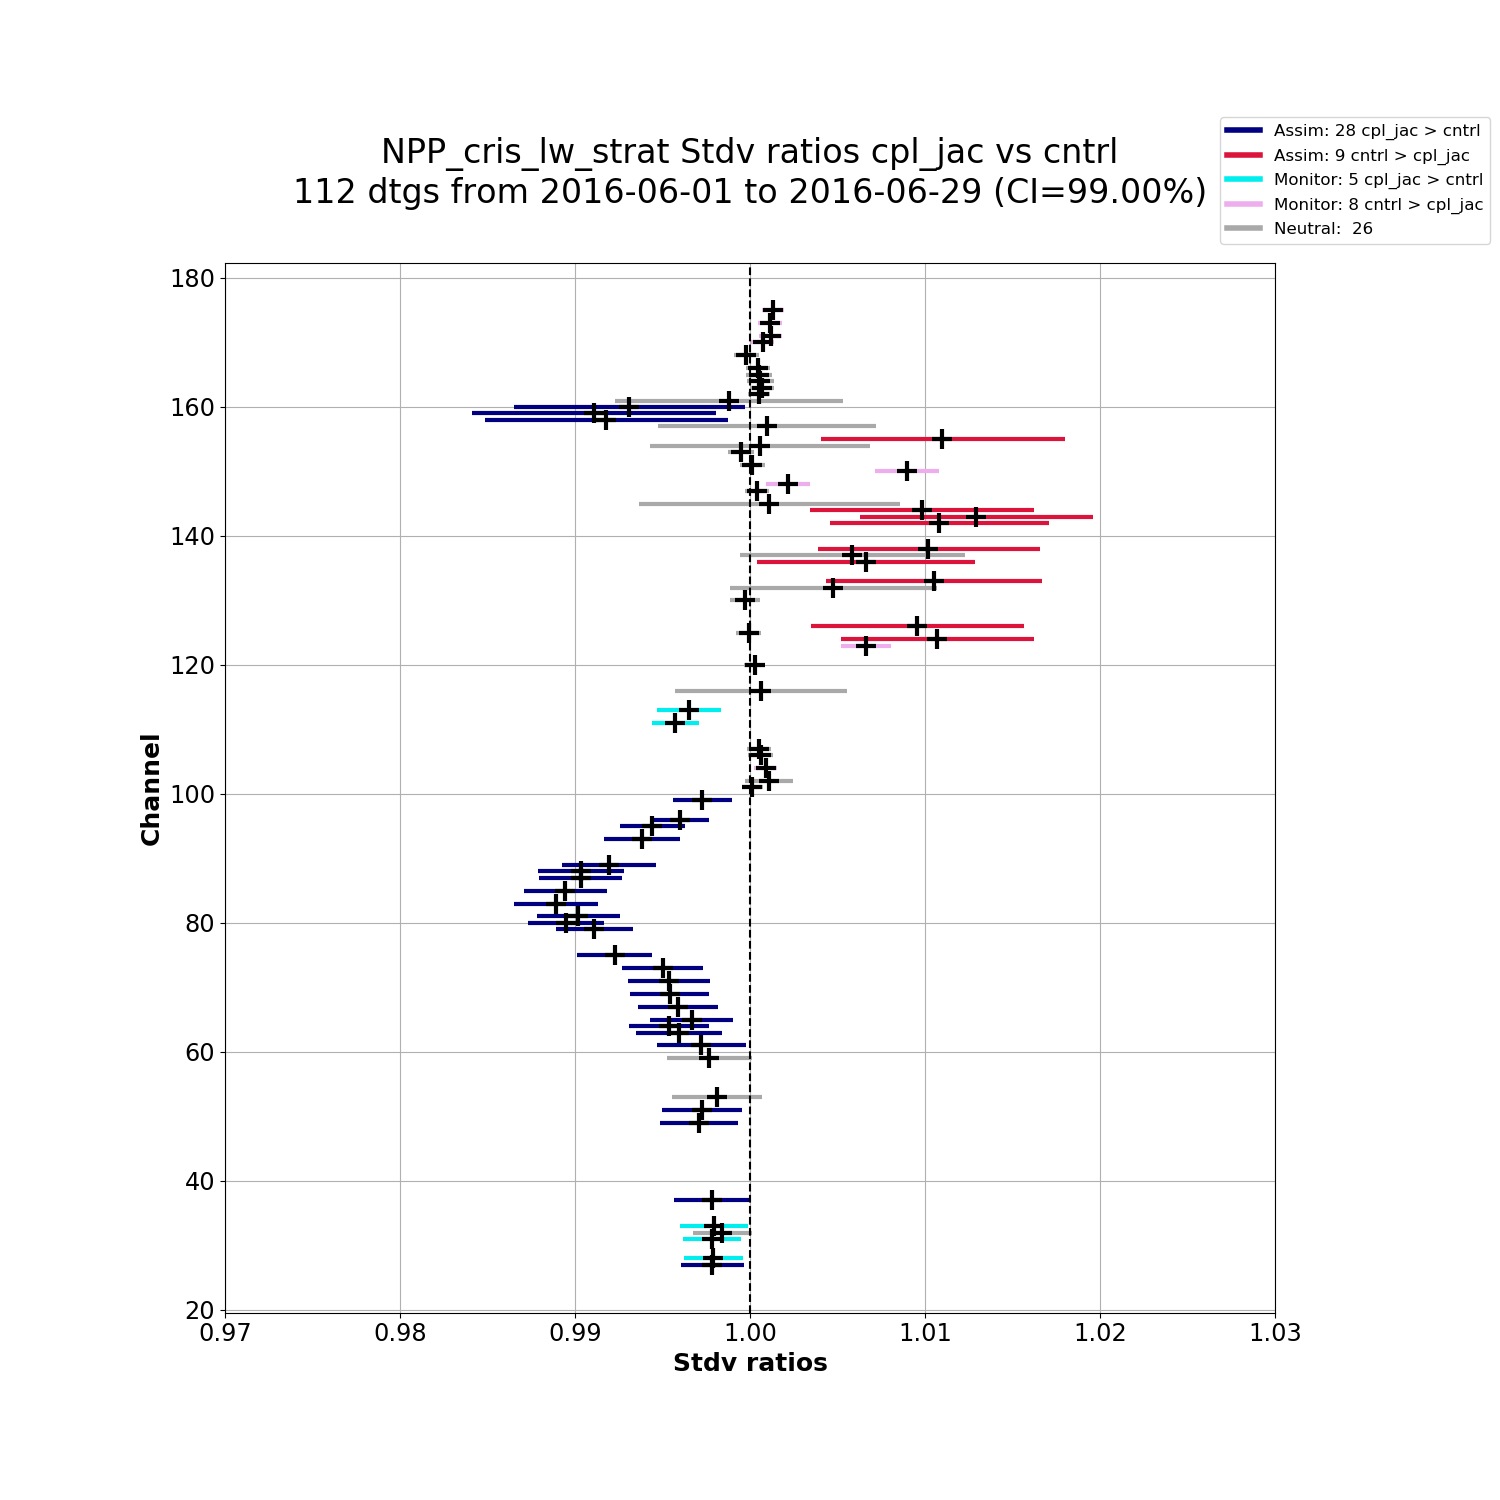 NPP_cris_lw_strat Stdv ratios cpl_jac vs cntrl
112 dtgs from 2016-06-01 to 2016-06-29 (CI=99.00%)
Assim: 28 cpl_jac > cntrl
Assim: 9 cntrl > cpl_jac
Monitor: 5 cpl_jac > cntrl
Monitor: 8 cntrl > cpl_jac
Neutral:  26
180
160
140
120
100
80
60
40
20
Channel
0.97 0.98 0.99 1.00 1.01 1.02 1.03
Stdv ratios